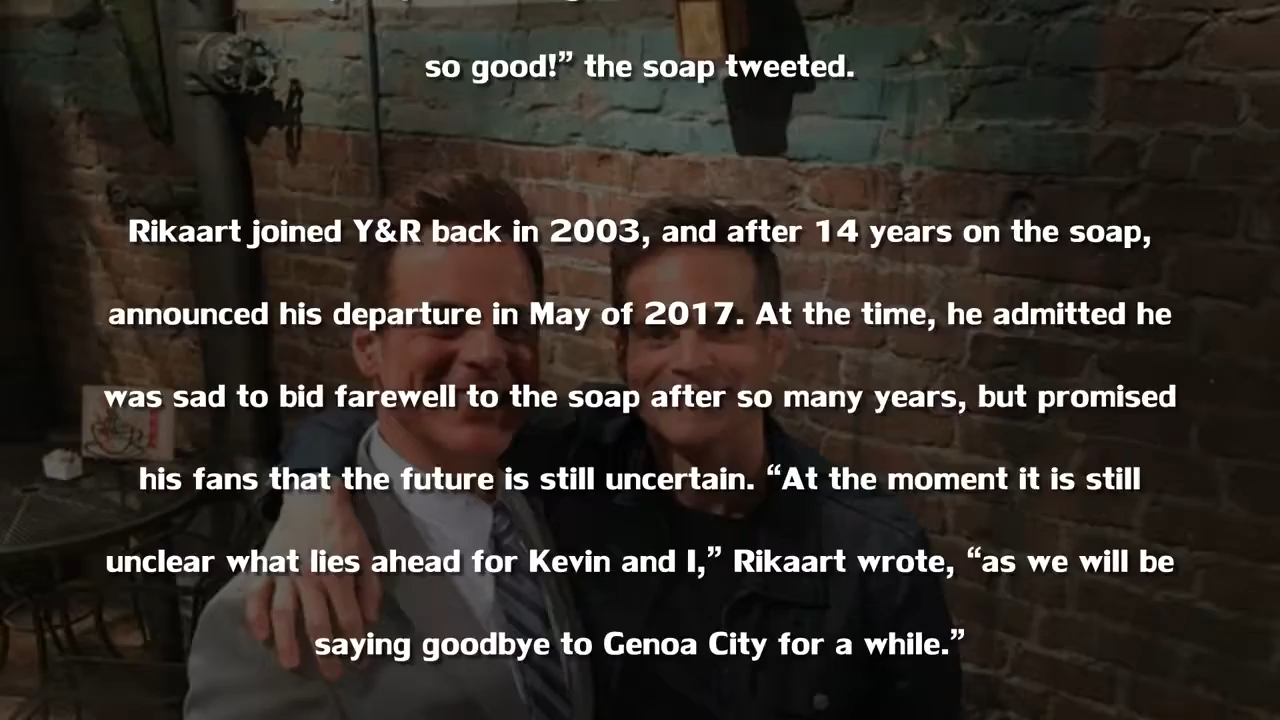 so good!” the soap tweeted.
Rikaart joined Y&R back in 2003, and after 14 years on the soap,
announced his departure in May of 2017. At the time, he admitted he
was sad to bid farewell to the soap after so many years, but promised
his fans that the future is still uncertain. “At the moment it is still
unclear what lies ahead for Kevin and I,” Rikaart wrote, “as we will be
saying goodbye to Genoa City for a while.”